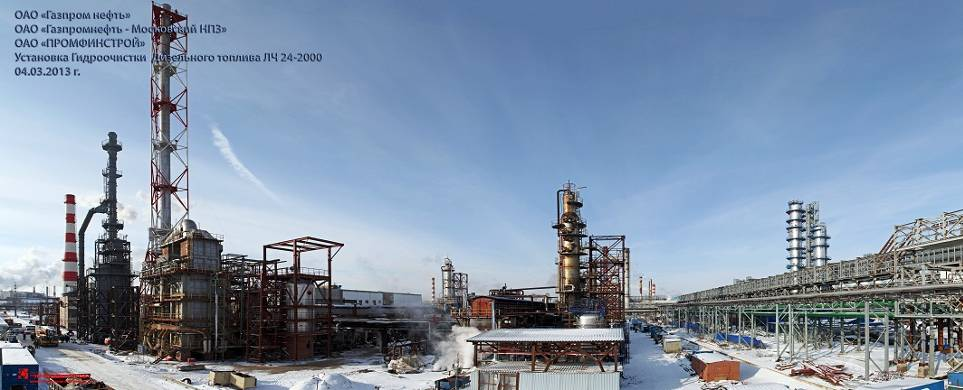 ОАО «Газпром нефть»
ОАО «Газпромнефть - Московский НПЗ»
ОАО «ПРОМФИНСТРОЙ»
Установка Гидроочистки Дизельного топлива ЛЧ 24-2000
04.03.2013 г.